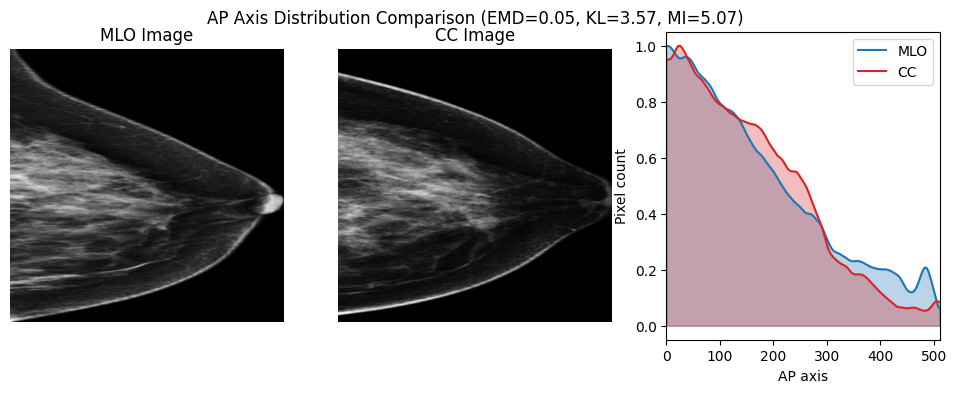 AP Axis Distribution Comparison (EMD=0.05, KL=3.57, MI=5.07)
MLO Image
CC Image
MLO
CC
Pixel count
1.0
0.8
0.6
0.4
0.2
0.0
0 100 200 300 400 500
AP axis